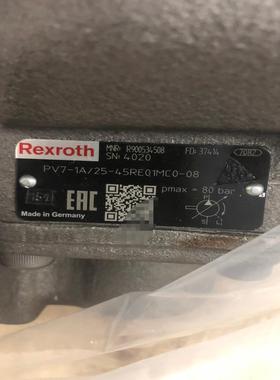 Rexroth
MNR: R900534508
FD: 37414
7082
SN: 4020
PV7-1A/25-45RE01MC0-08
pmax = 80 bar
EAC
S L
Made in Germany